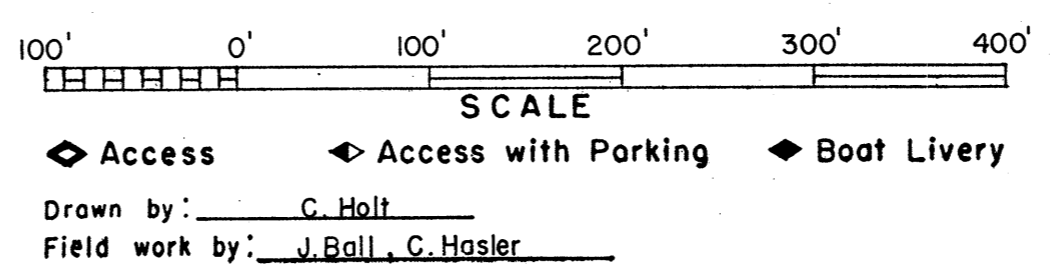 100' 0' 100' 200' 300' 400'
SCALE
Access Access with Parking Boat Livery
Drawn by: C. Holt
Field work by: J. Ball, C. Hasler